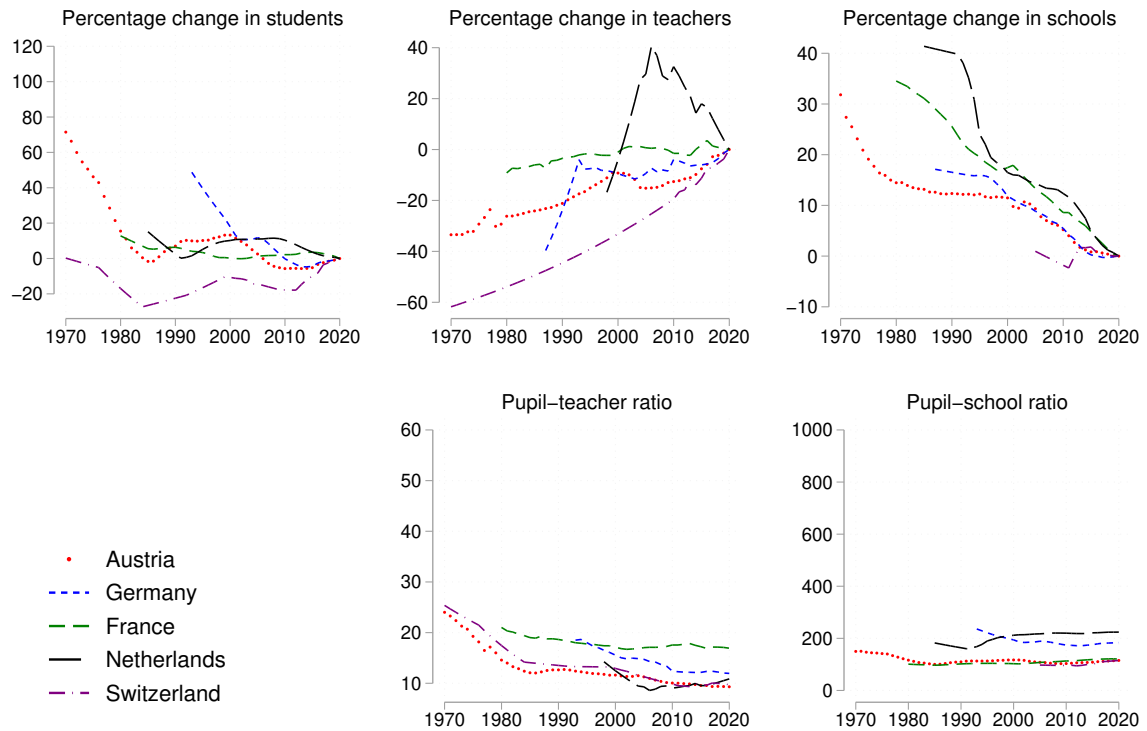 Percentage change in students
120
100
80
60
40
20
0
−20
1970 1980 1990 2000 2010 2020
Percentage change in teachers
40
20
0
−20
−40
−60
1970 1980 1990 2000 2010 2020
Percentage change in schools
40
30
20
10
0
−10
1970 1980 1990 2000 2010 2020
Austria
Germany
France
Netherlands
Switzerland
Pupil−teacher ratio
60
50
40
30
20
10
1970 1980 1990 2000 2010 2020
Pupil−school ratio
1000
800
600
400
200
0
1970 1980 1990 2000 2010 2020